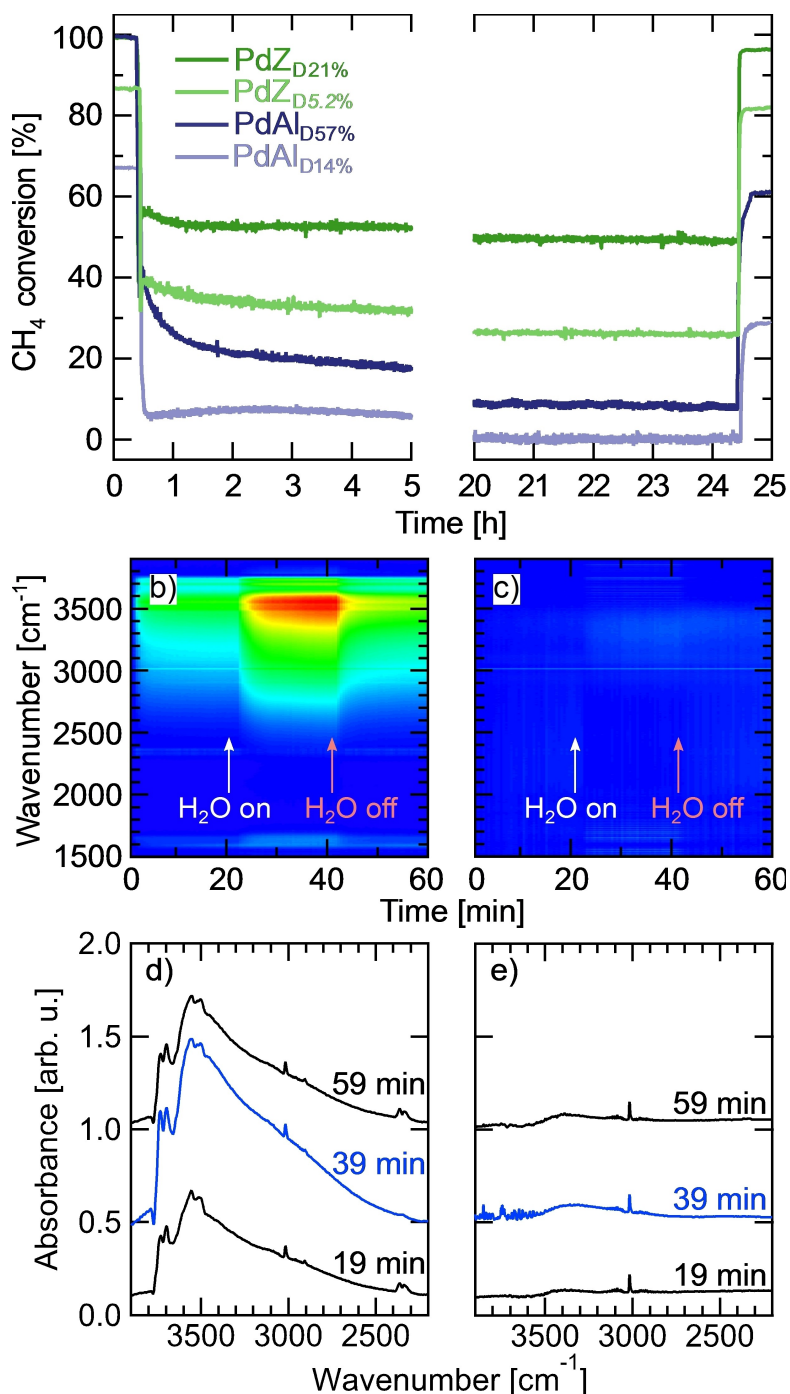 100
80
60
40
20
0
CH₄ conversion [%]
PdZ_D21%
PdZ_D5.2%
PdAl_D57%
PdAl_D14%
0 1 2 3 4 5 20 21 22 23 24 25
Time [h]
b) c)
3500
3000
2500
2000
1500
Wavenumber [cm⁻¹]
H₂O on H₂O off H₂O on H₂O off
0 20 40 60 0 20 40 60
Time [min]
2.0
1.5
1.0
0.5
0.0
Absorbance [arb. u.]
d) e)
59 min 59 min
39 min 39 min
19 min 19 min
3500 3000 2500 3500 3000 2500
Wavenumber [cm⁻¹]